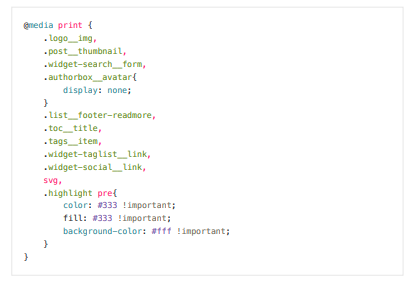 @media print {
    .logo__img,
    .post__thumbnail,
    .widget-search__form,
    .authorbox__avatar{
        display: none;
    }
    .list__footer-readmore,
    .toc__title,
    .tags__item,
    .widget-taglist__link,
    .widget-social__link,
    svg,
    .highlight pre{
        color: #333 !important;
        fill: #333 !important;
        background-color: #fff !important;
    }
}